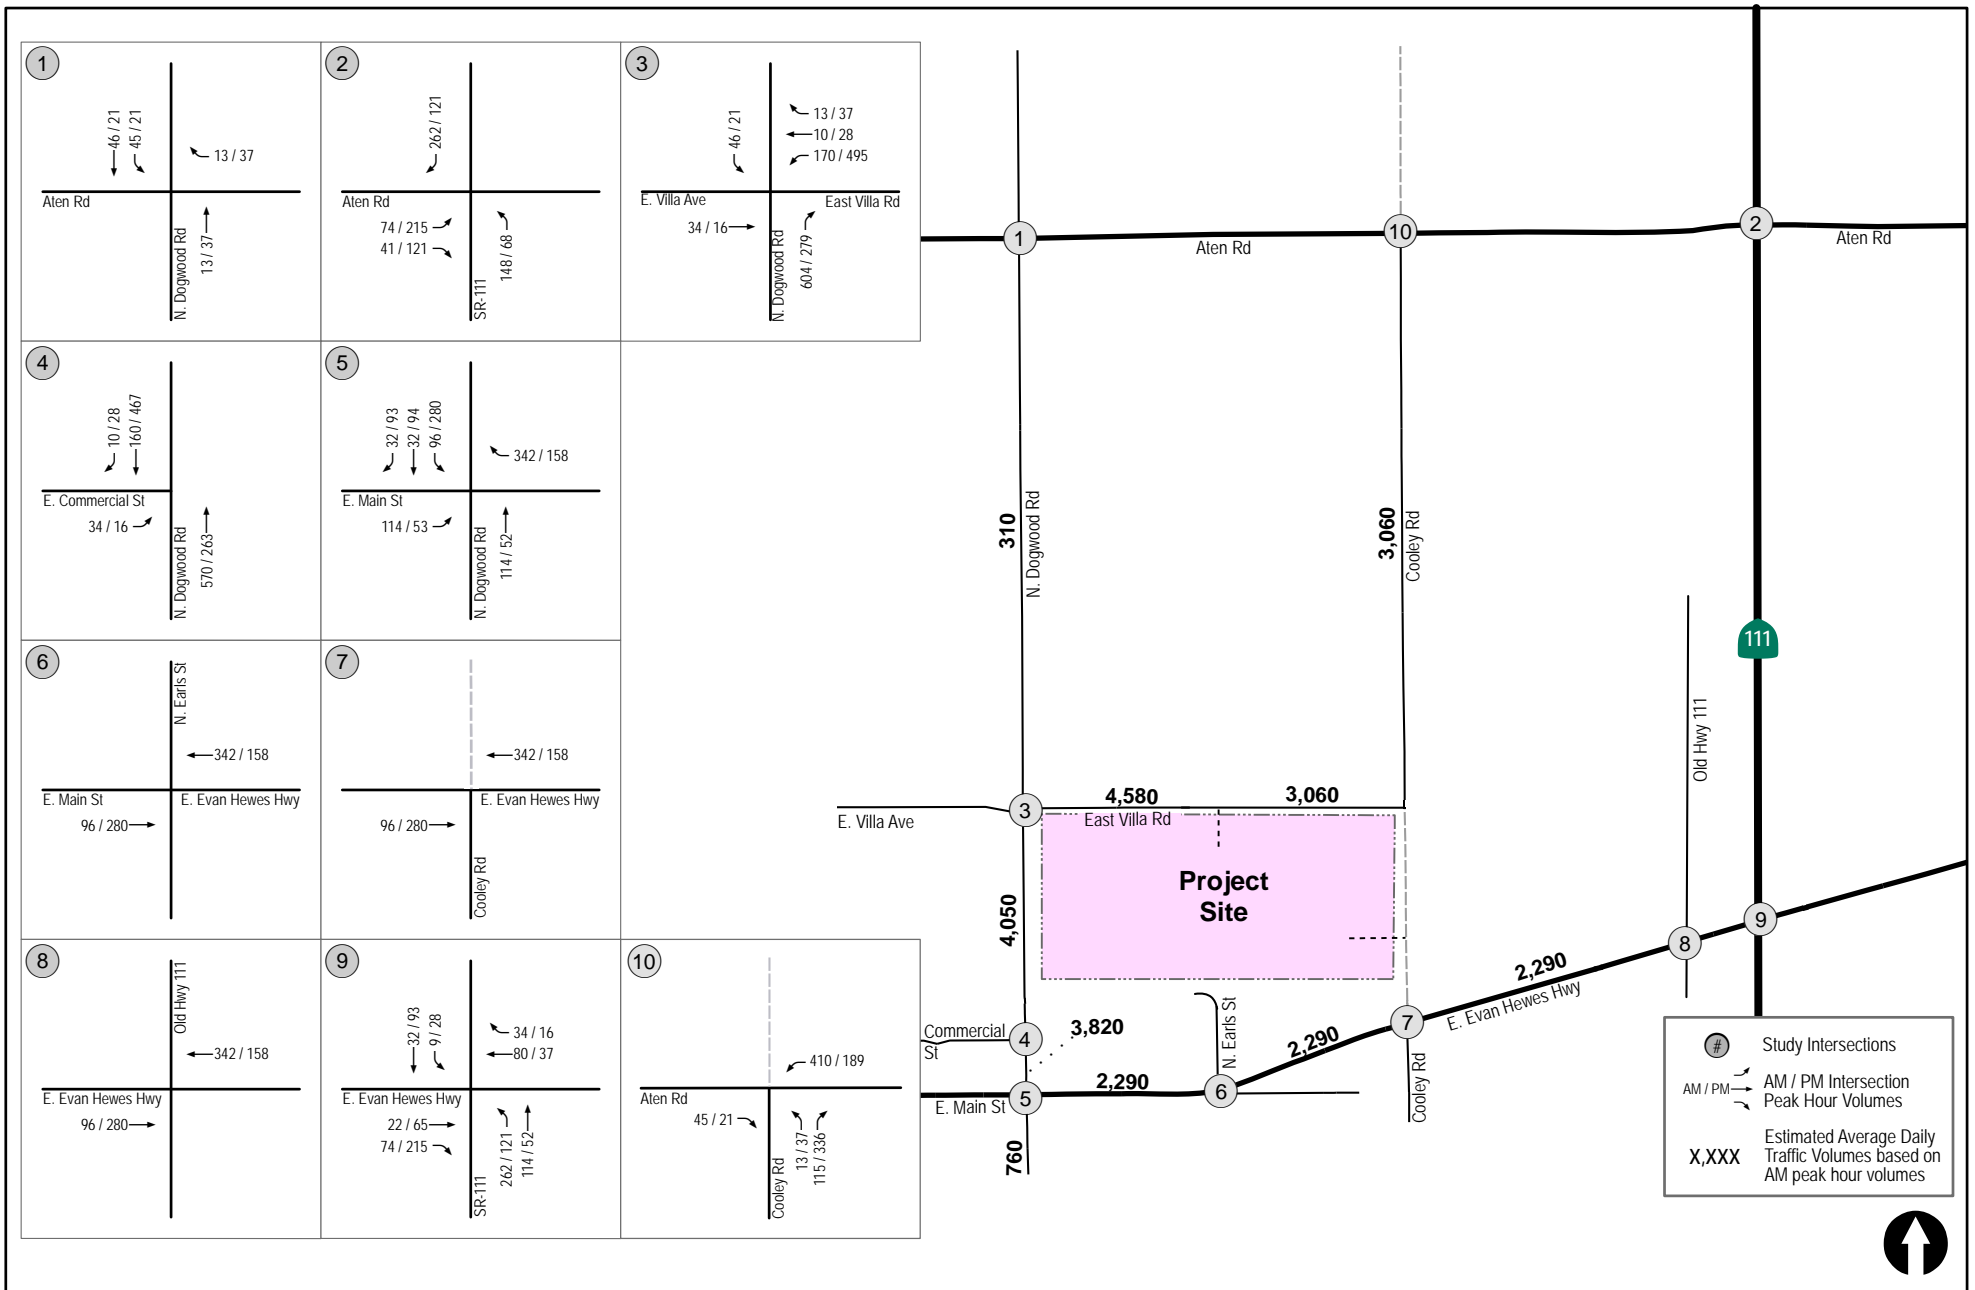 1
46 / 21
45 / 21
13 / 37
Aten Rd
N. Dogwood Rd
13 / 37
2
262 / 121
Aten Rd
74 / 215
41 / 121
SR-111
148 / 68
3
46 / 21
13 / 37
10 / 28
170 / 495
E. Villa Ave
East Villa Rd
34 / 16
N. Dogwood Rd
604 / 279
4
10 / 28
160 / 467
E. Commercial St
34 / 16
N. Dogwood Rd
570 / 263
5
32 / 93
32 / 94
96 / 280
342 / 158
E. Main St
114 / 53
N. Dogwood Rd
114 / 52
6
N. Earls St
342 / 158
E. Main St
E. Evan Hewes Hwy
96 / 280
7
342 / 158
E. Evan Hewes Hwy
96 / 280
Cooley Rd
8
Old Hwy 111
342 / 158
E. Evan Hewes Hwy
96 / 280
9
32 / 93
9 / 28
34 / 16
80 / 37
E. Evan Hewes Hwy
22 / 65
74 / 215
SR-111
262 / 121
114 / 52
10
410 / 189
Aten Rd
45 / 21
Cooley Rd
13 / 37
115 / 336
1
Aten Rd
10
2
Aten Rd
310
N. Dogwood Rd
3,060
Cooley Rd
111
Old Hwy 111
3
E. Villa Ave
4,580
East Villa Rd
3,060
Project
Site
4,050
9
8
2,290
E. Evan Hewes Hwy
7
Commercial
St
4
3,820
N. Earls St
2,290
Cooley Rd
E. Main St
5
2,290
6
760
# Study Intersections
AM / PM
AM / PM Intersection
Peak Hour Volumes
X,XXX
Estimated Average Daily
Traffic Volumes based on
AM peak hour volumes